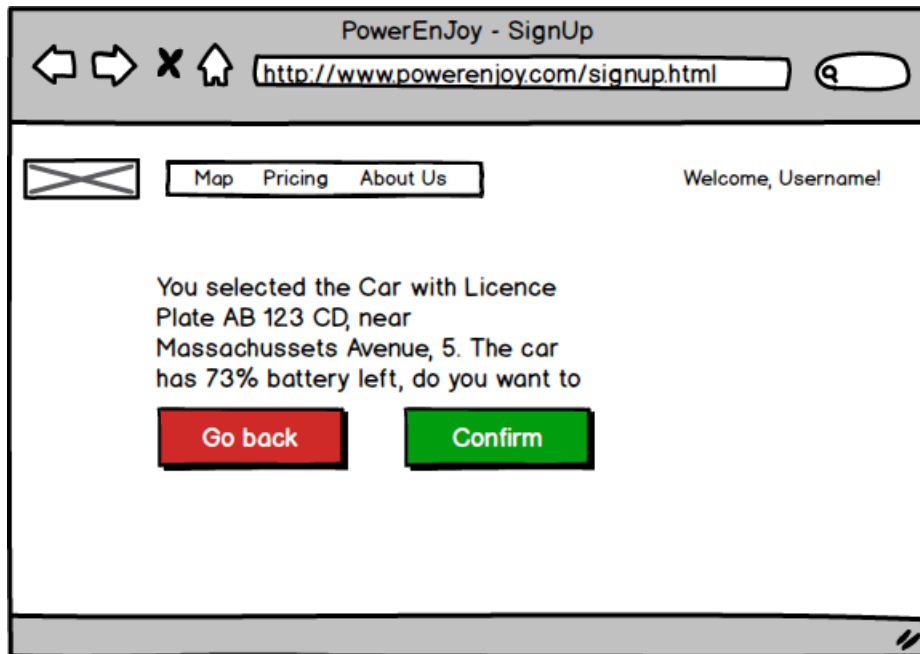 PowerEnJoy - SignUp
http://www.powerenjoy.com/signup.html
Map Pricing About Us
Welcome, Username!
You selected the Car with Licence
Plate AB 123 CD, near
Massachussets Avenue, 5. The car
has 73% battery left, do you want to
Go back
Confirm